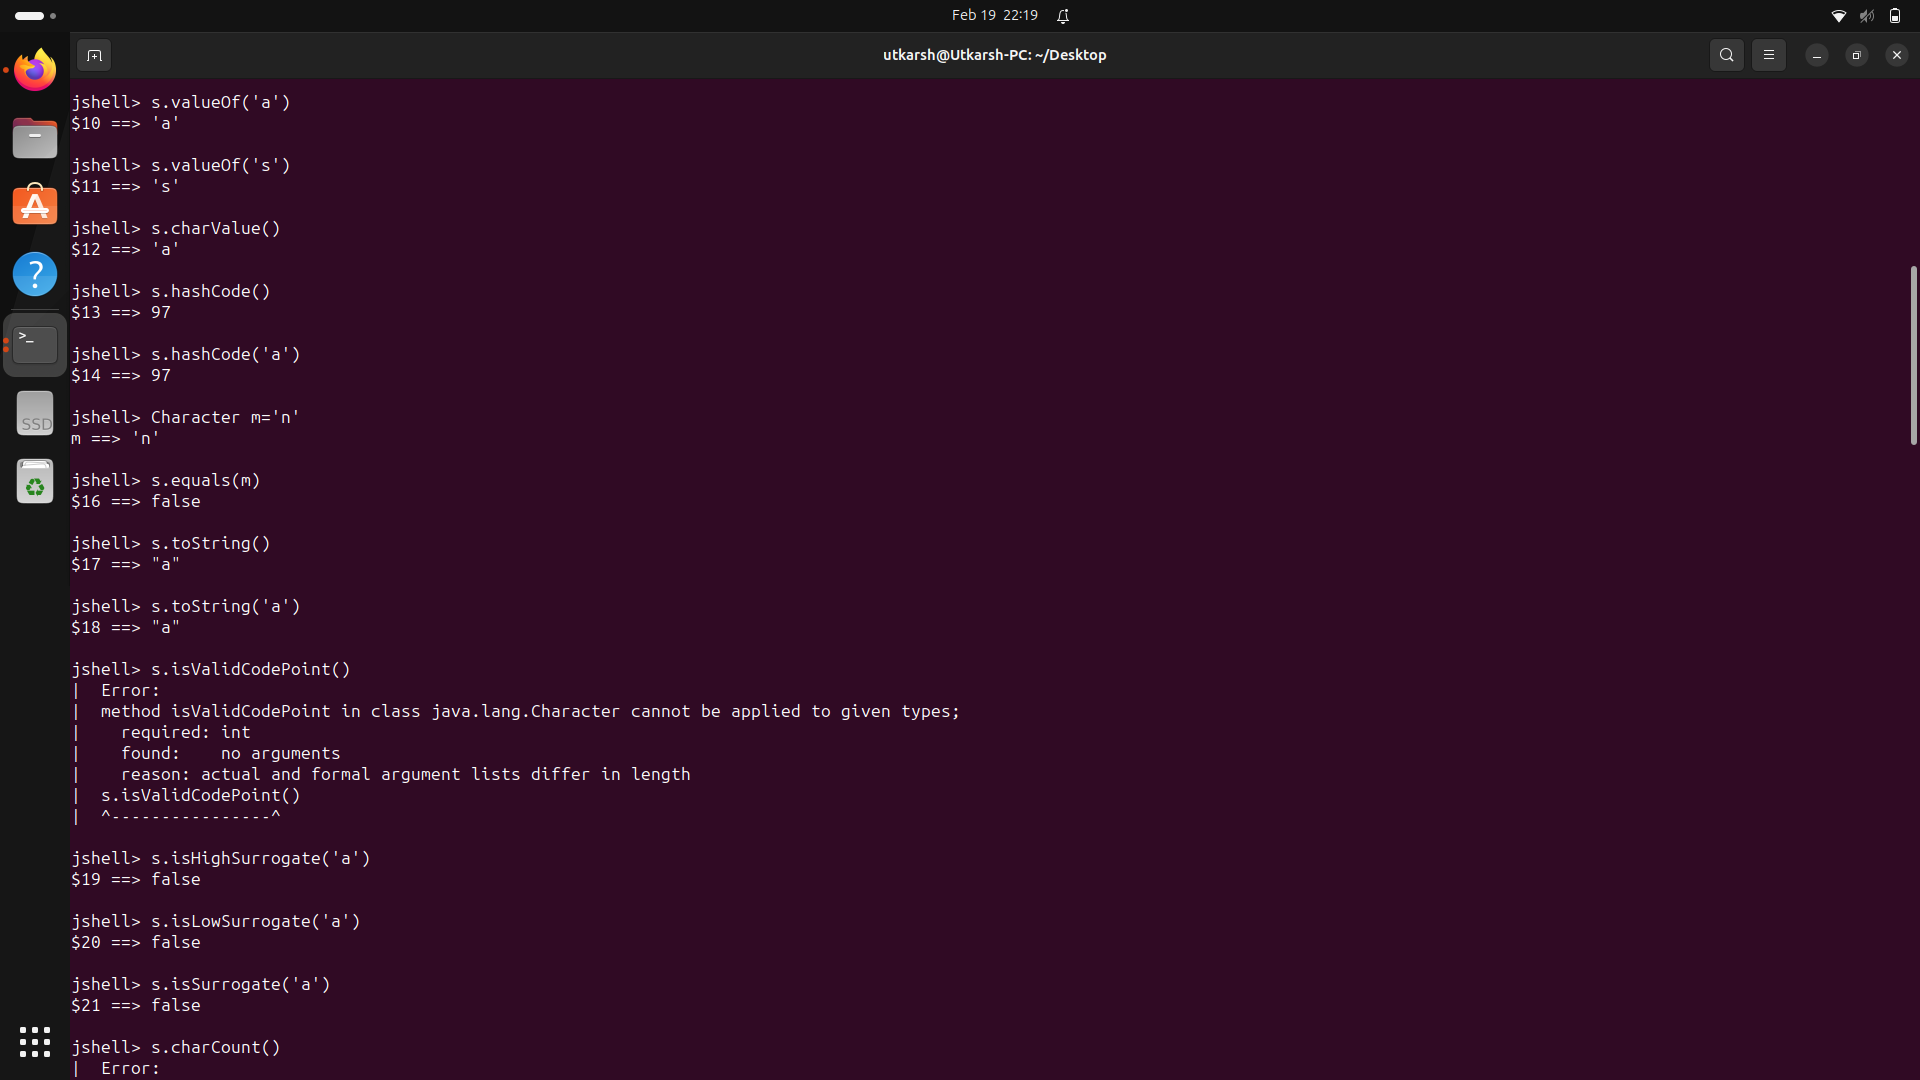 Feb 19 22:19
utkarsh@Utkarsh-PC: ~/Desktop
jshell> s.valueOf('a')
$10 ==> 'a'
jshell> s.valueOf('s')
$11 ==> 's'
jshell> s.charValue()
$12 ==> 'a'
jshell> s.hashCode()
$13 ==> 97
jshell> s.hashCode('a')
$14 ==> 97
jshell> Character m='n'
m ==> 'n'
jshell> s.equals(m)
$16 ==> false
jshell> s.toString()
$17 ==> "a"
jshell> s.toString('a')
$18 ==> "a"
jshell> s.isValidCodePoint()
|  Error:
|  method isValidCodePoint in class java.lang.Character cannot be applied to given types;
|    required: int
|    found:    no arguments
|    reason: actual and formal argument lists differ in length
|  s.isValidCodePoint()
|  ^----------------^
jshell> s.isHighSurrogate('a')
$19 ==> false
jshell> s.isLowSurrogate('a')
$20 ==> false
jshell> s.isSurrogate('a')
$21 ==> false
jshell> s.charCount()
|  Error:
>_
SSD